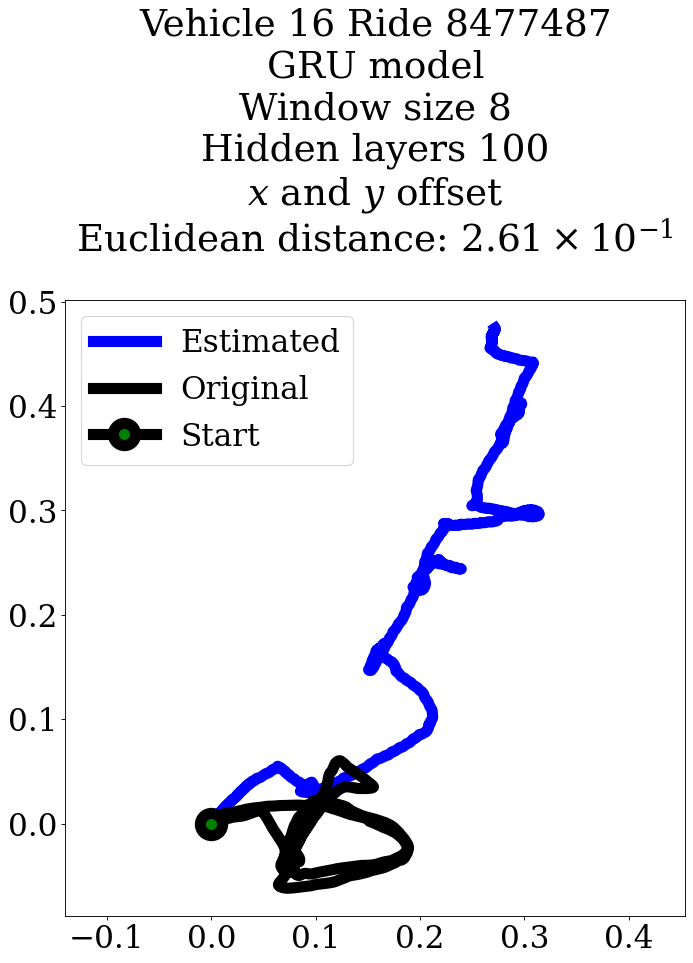 Vehicle 16 Ride 8477487
GRU model
Window size 8
Hidden layers 100
x and y offset
Euclidean distance: 2.61 × 10⁻¹
Estimated
Original
Start
0.5
0.4
0.3
0.2
0.1
0.0
−0.1 0.0 0.1 0.2 0.3 0.4